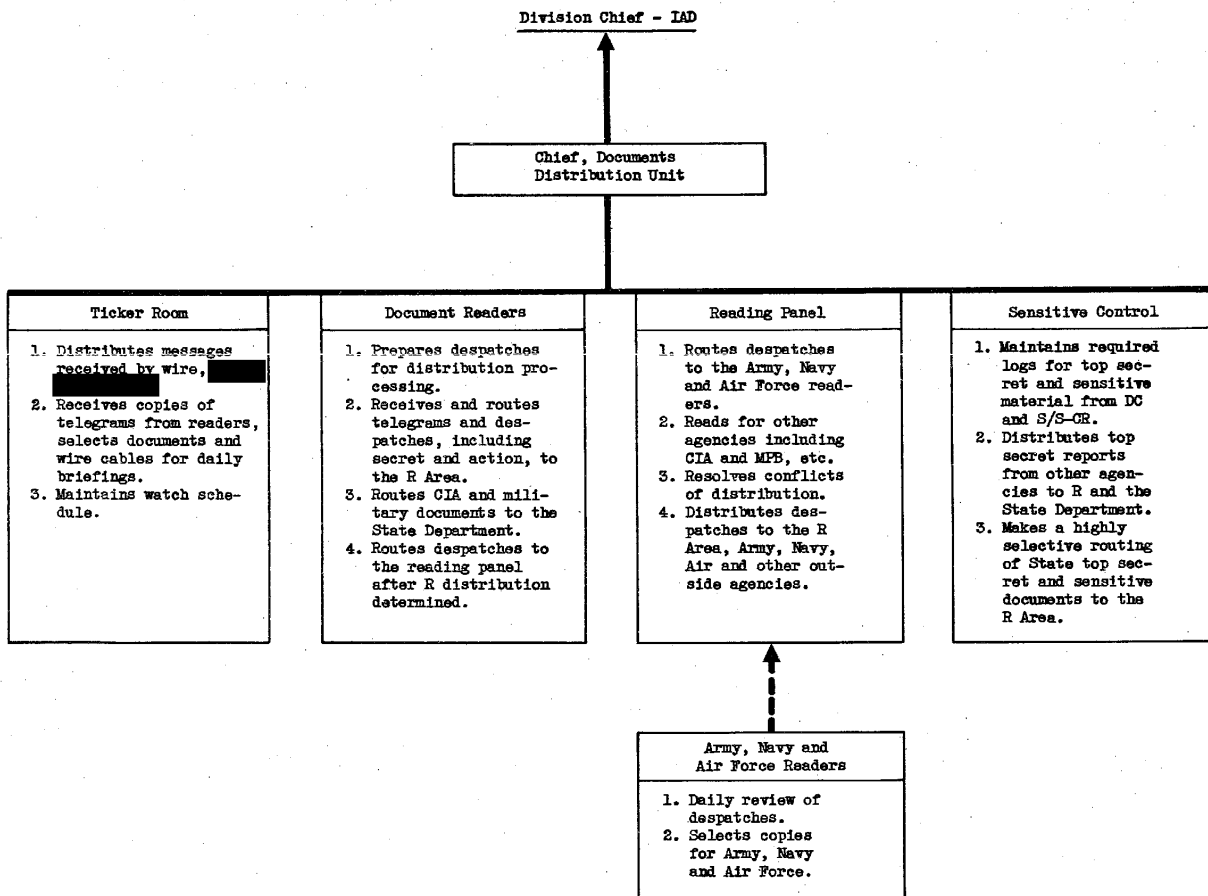 Division Chief - IAD
Chief, Documents
Distribution Unit
Ticker Room
1. Distributes messages
received by wire,
2. Receives copies of
telegrams from readers,
selects documents and
wire cables for daily
briefings.
3. Maintains watch sche-
dule.
Document Readers
1. Prepares despatches
for distribution pro-
cessing.
2. Receives and routes
telegrams and des-
patches, including
secret and action, to
the R Area.
3. Routes CIA and mili-
tary documents to the
State Department.
4. Routes despatches to
the reading panel
after R distribution
determined.
Reading Panel
1. Routes despatches
to the Army, Navy
and Air Force read-
ers.
2. Reads for other
agencies including
CIA and MPB, etc.
3. Resolves conflicts
of distribution.
4. Distributes des-
patches to the R
Area, Army, Navy,
Air and other out-
side agencies.
Sensitive Control
1. Maintains required
logs for top sec-
ret and sensitive
material from DC
and S/S-CR.
2. Distributes top
secret reports
from other agen-
cies to R and the
State Department.
3. Makes a highly
selective routing
of State top sec-
ret and sensitive
documents to the
R Area.
Army, Navy and
Air Force Readers
1. Daily review of
despatches.
2. Selects copies
for Army, Navy
and Air Force.